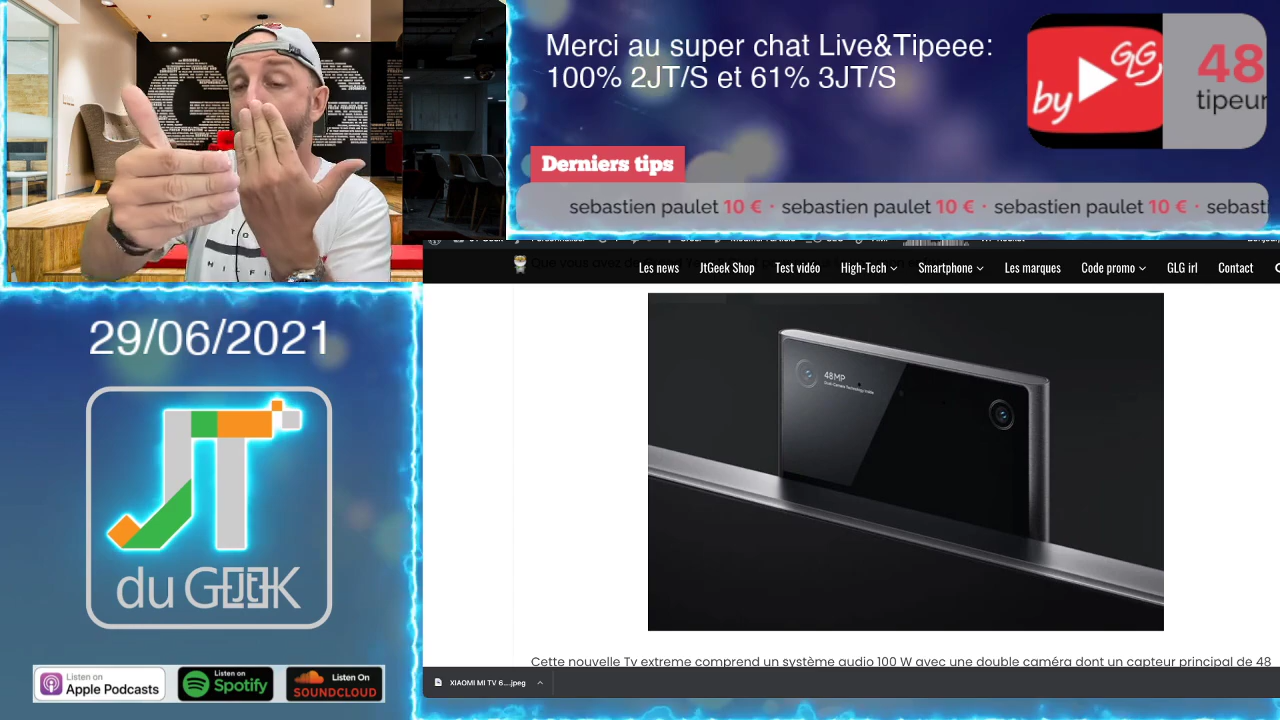 Merci au super chat Live&Tipeee:
100% 2JT/S et 61% 3JT/S
by GLG
48
tipeur
Derniers tips
sebastien paulet 10 € · sebastien paulet 10 € · sebastien paulet 10 € · sebasti
Les news JtGeek Shop Test vidéo High-Tech Smartphone Les marques Code promo GLG irl Contact
29/06/2021
48MP
JT
du GEEK
Cette nouvelle Tv extreme comprend un système audio 100 W avec une double caméra dont un capteur principal de 48
XIAOMI MI TV 6....jpeg
Listen on
Apple Podcasts
Listen on
Spotify
Listen On
SOUNDCLOUD